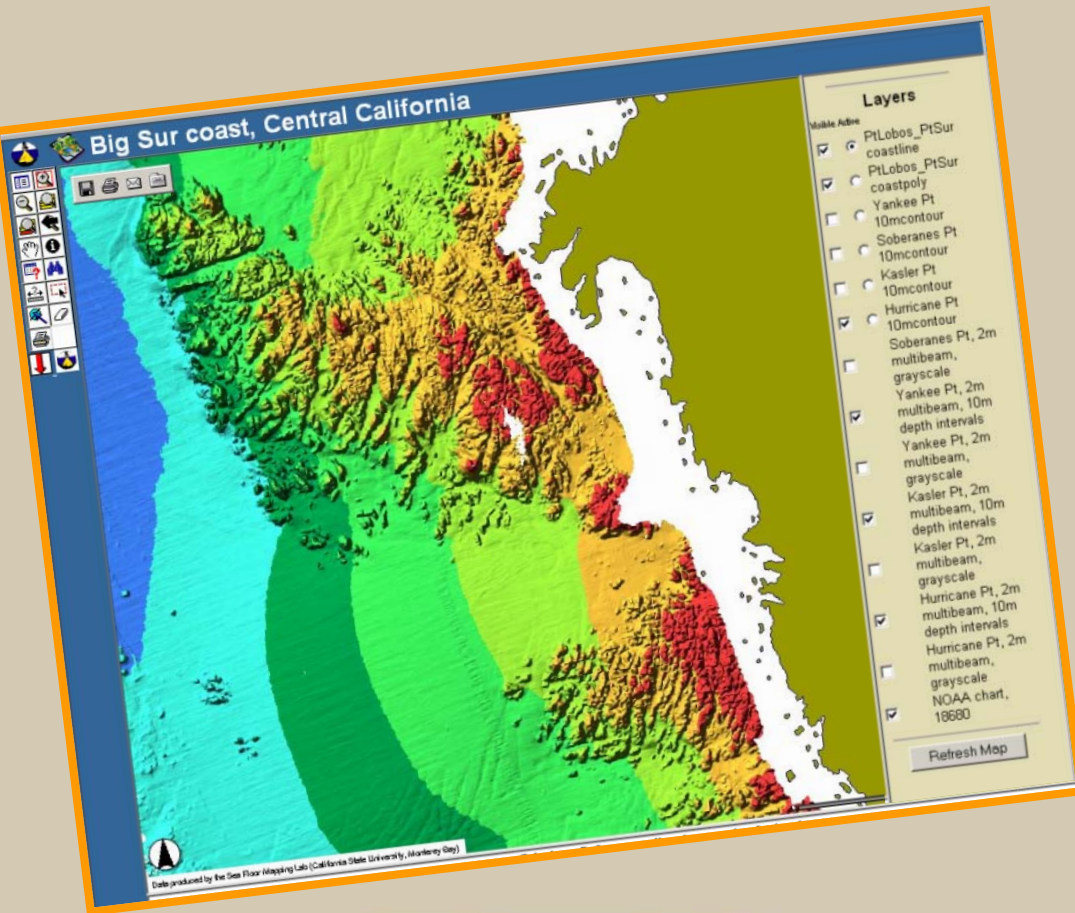 Big Sur coast, Central California
Layers
Visible Active
PtLobos_PtSur
coastline
PtLobos_PtSur
coastpoly
Yankee Pt
10mcontour
Soberanes Pt
10mcontour
Kasler Pt
10mcontour
Hurricane Pt
10mcontour
Soberanes Pt, 2m
multibeam,
grayscale
Yankee Pt, 2m
multibeam, 10m
depth intervals
Yankee Pt, 2m
multibeam,
grayscale
Kasler Pt, 2m
multibeam, 10m
depth intervals
Kasler Pt, 2m
multibeam,
grayscale
Hurricane Pt, 2m
multibeam, 10m
depth intervals
Hurricane Pt, 2m
multibeam,
grayscale
NOAA chart,
18680
Refresh Map
Data produced by the Sea Floor Mapping Lab (California State University, Monterey Bay)